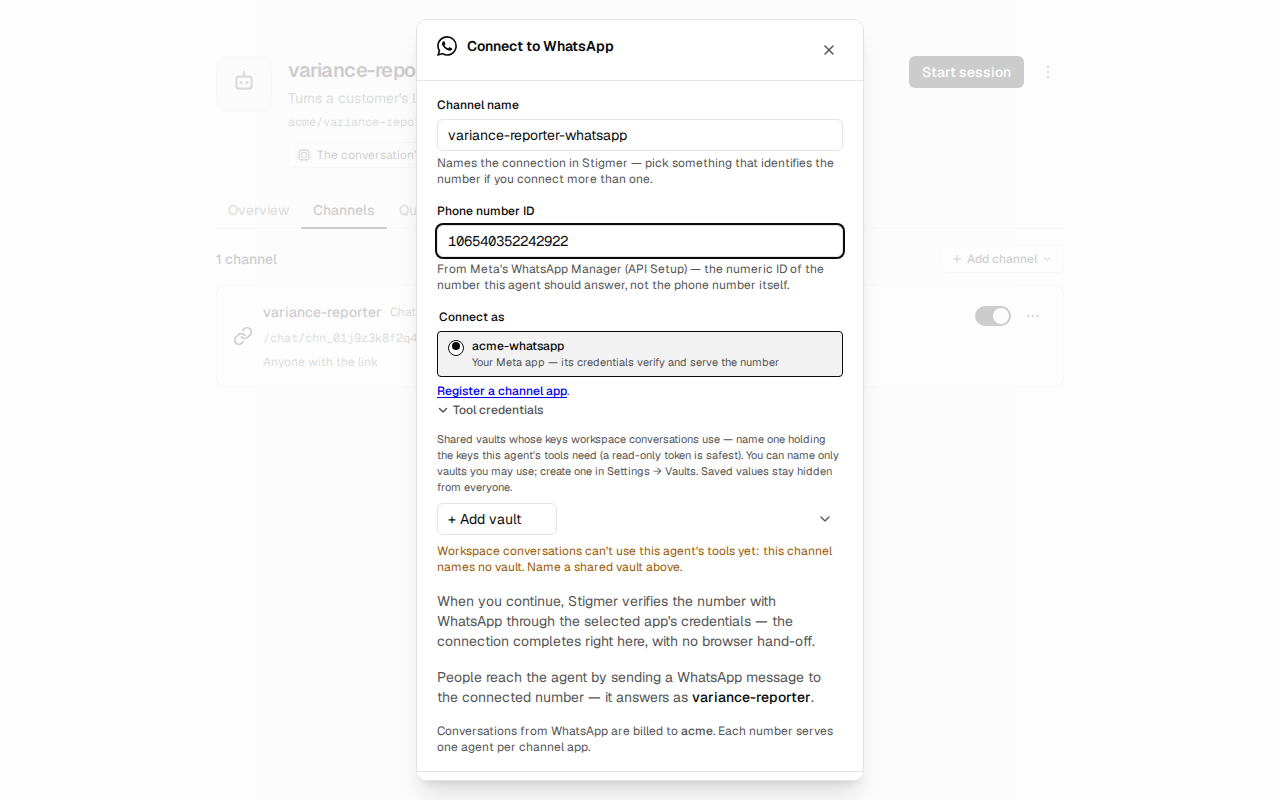 Connect to WhatsApp
variance-repo
Start session
Turns a customer's l
acme/variance-repo
The conversation'
Overview
Channels
Qu
1 channel
Add channel
variance-reporter Chat
/chat/chn_01j9z3k8f2q4
Anyone with the link
Channel name
variance-reporter-whatsapp
Names the connection in Stigmer — pick something that identifies the
number if you connect more than one.
Phone number ID
106540352242922
From Meta's WhatsApp Manager (API Setup) — the numeric ID of the
number this agent should answer, not the phone number itself.
Connect as
acme-whatsapp
Your Meta app — its credentials verify and serve the number
Register a channel app.
Tool credentials
Shared vaults whose keys workspace conversations use — name one holding
the keys this agent's tools need (a read-only token is safest). You can name only
vaults you may use; create one in Settings → Vaults. Saved values stay hidden
from everyone.
+ Add vault
Workspace conversations can't use this agent's tools yet: this channel
names no vault. Name a shared vault above.
When you continue, Stigmer verifies the number with
WhatsApp through the selected app's credentials — the
connection completes right here, with no browser hand-off.
People reach the agent by sending a WhatsApp message to
the connected number — it answers as variance-reporter.
Conversations from WhatsApp are billed to acme. Each number serves
one agent per channel app.